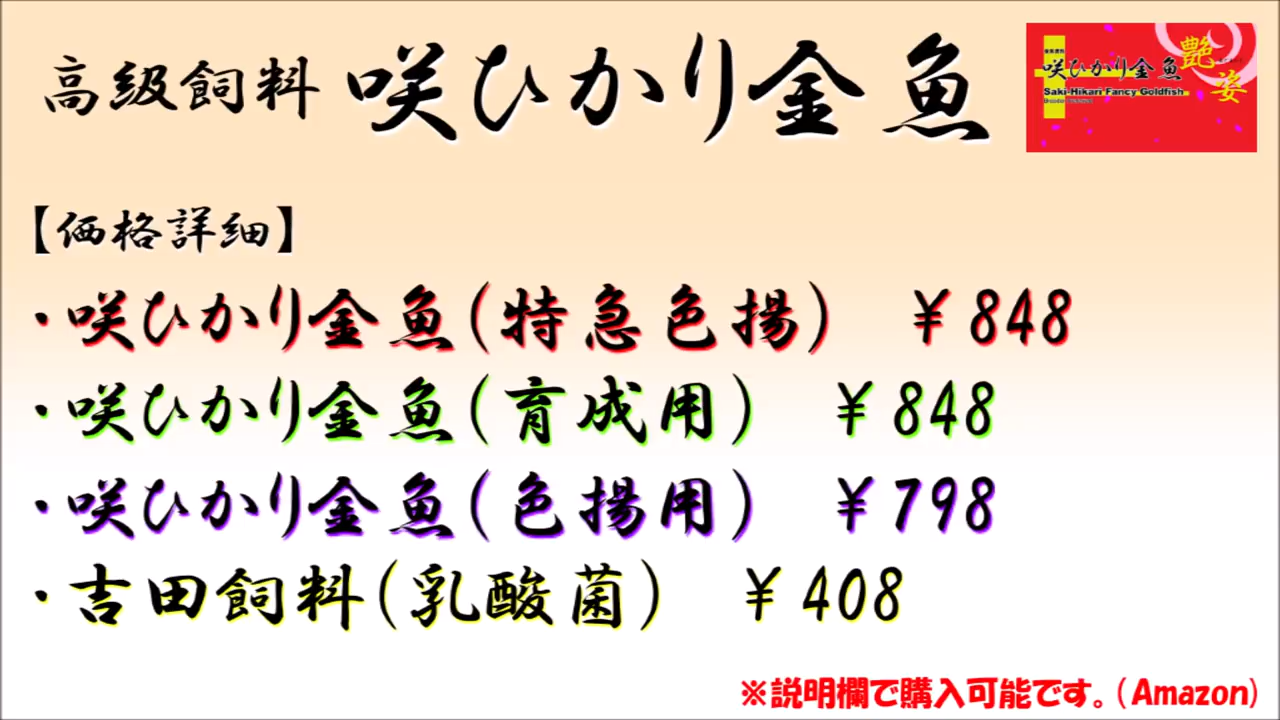 高級飼料 咲ひかり金魚
咲ひかり金魚
艶姿
Saki-Hikari Fancy Goldfish
【価格詳細】
・咲ひかり金魚(特急色揚) ￥848
・咲ひかり金魚(育成用) ￥848
・咲ひかり金魚(色揚用) ￥798
・吉田飼料(乳酸菌) ￥408
※説明欄で購入可能です。(Amazon)